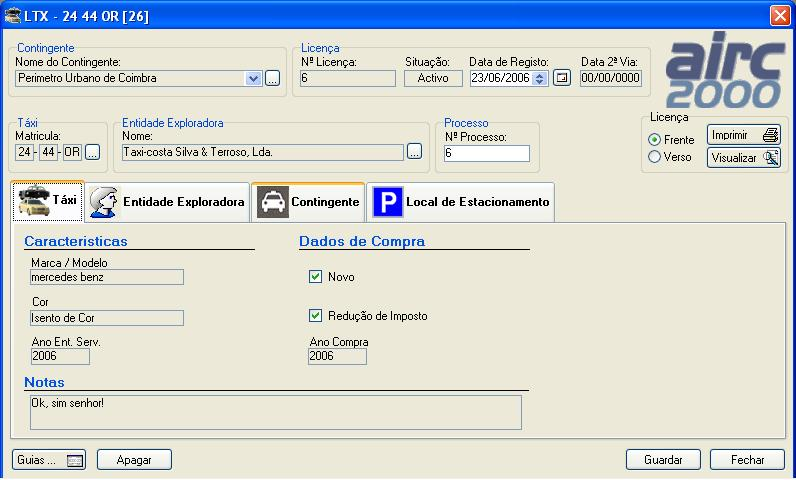 LTX - 24 44 OR [26]
Contingente
Nome do Contingente:
Perimetro Urbano de Coimbra
...
Licença
Nº Licença:
6
Situação:
Activo
Data de Registo:
23/06/2006
Data 2ª Via:
00/00/0000
airc
2000
Táxi
Matricula:
24 - 44 - OR ...
Entidade Exploradora
Nome:
Taxi-costa Silva & Terroso, Lda.
...
Processo
Nº Processo:
6
Licença
Frente
Verso
Imprimir
Visualizar
Táxi
Entidade Exploradora
Contingente
P
Local de Estacionamento
Caracteristicas
Marca / Modelo
mercedes benz
Cor
Isento de Cor
Ano Ent. Serv.
2006
Dados de Compra
Novo
Redução de Imposto
Ano Compra
2006
Notas
Ok, sim senhor!
Guias ...
Apagar
Guardar
Fechar